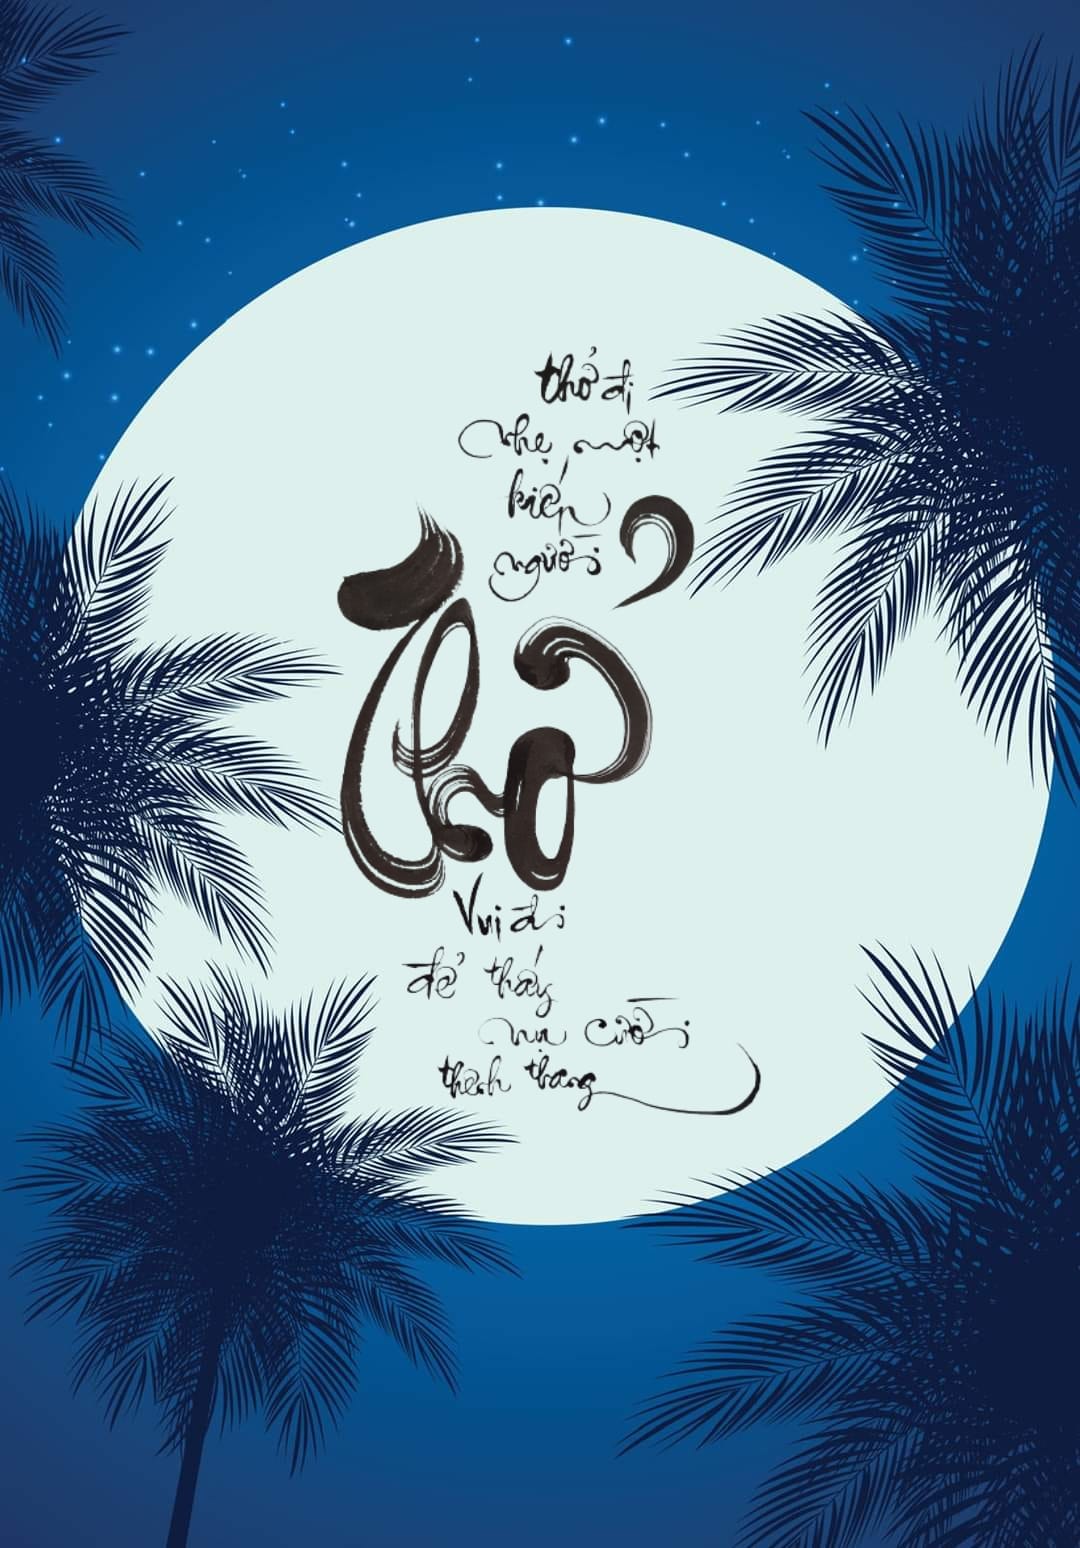 thở đi
nhẹ một
kiếp
người
Thở
Vui đi
để thấy
nụ cười
thênh thang